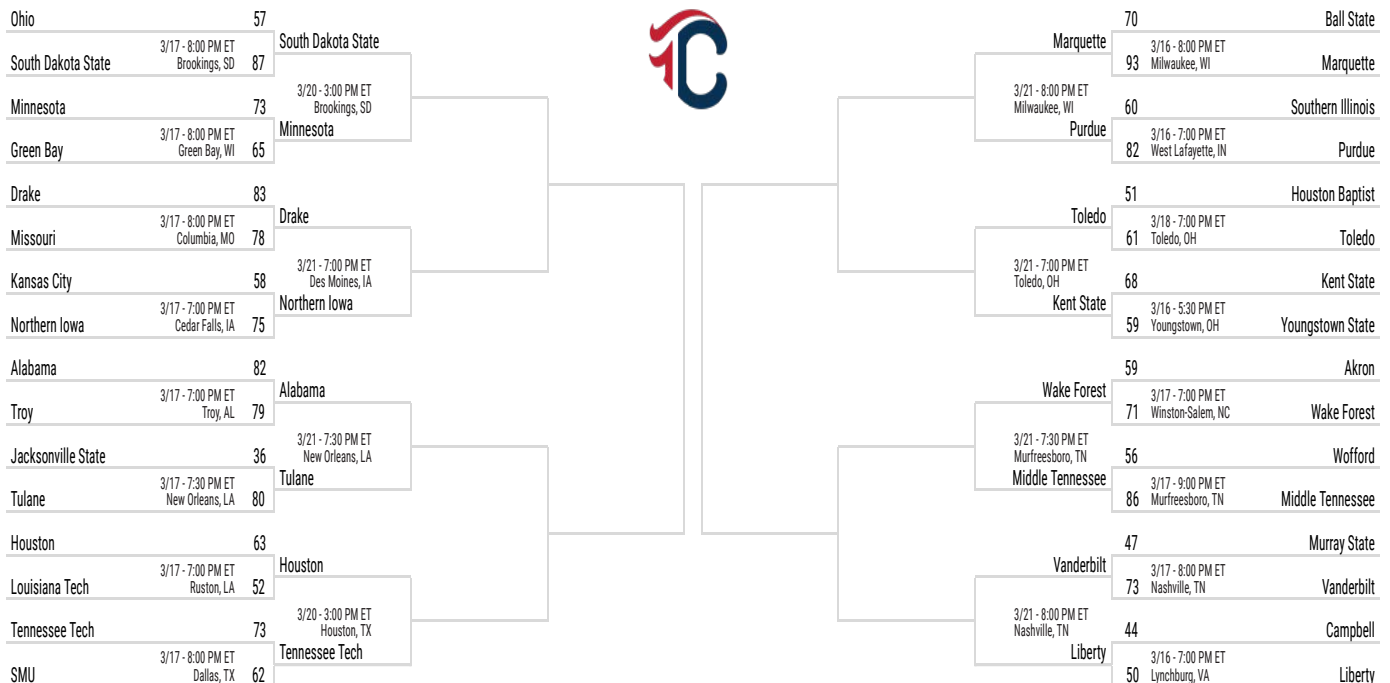 Ohio 57
3/17 - 8:00 PM ET
Brookings, SD
South Dakota State 87
South Dakota State
3/20 - 3:00 PM ET
Brookings, SD
Minnesota
Minnesota 73
3/17 - 8:00 PM ET
Green Bay, WI
Green Bay 65
Drake 83
3/17 - 8:00 PM ET
Columbia, MO
Missouri 78
Drake
3/21 - 7:00 PM ET
Des Moines, IA
Northern Iowa
Kansas City 58
3/17 - 7:00 PM ET
Cedar Falls, IA
Northern Iowa 75
Alabama 82
3/17 - 7:00 PM ET
Troy, AL
Troy 79
Alabama
3/21 - 7:30 PM ET
New Orleans, LA
Tulane
Jacksonville State 36
3/17 - 7:30 PM ET
New Orleans, LA
Tulane 80
Houston 63
3/17 - 7:00 PM ET
Ruston, LA
Louisiana Tech 52
Houston
3/20 - 3:00 PM ET
Houston, TX
Tennessee Tech
Tennessee Tech 73
3/17 - 8:00 PM ET
Dallas, TX
SMU 62
C
70 Ball State
3/16 - 8:00 PM ET
Milwaukee, WI
93 Marquette
Marquette
3/21 - 8:00 PM ET
Milwaukee, WI
Purdue
60 Southern Illinois
3/16 - 7:00 PM ET
West Lafayette, IN
82 Purdue
51 Houston Baptist
3/18 - 7:00 PM ET
Toledo, OH
61 Toledo
Toledo
3/21 - 7:00 PM ET
Toledo, OH
Kent State
68 Kent State
3/16 - 5:30 PM ET
Youngstown, OH
59 Youngstown State
59 Akron
3/17 - 7:00 PM ET
Winston-Salem, NC
71 Wake Forest
Wake Forest
3/21 - 7:30 PM ET
Murfreesboro, TN
Middle Tennessee
56 Wofford
3/17 - 9:00 PM ET
Murfreesboro, TN
86 Middle Tennessee
47 Murray State
3/17 - 8:00 PM ET
Nashville, TN
73 Vanderbilt
Vanderbilt
3/21 - 8:00 PM ET
Nashville, TN
Liberty
44 Campbell
3/16 - 7:00 PM ET
Lynchburg, VA
50 Liberty